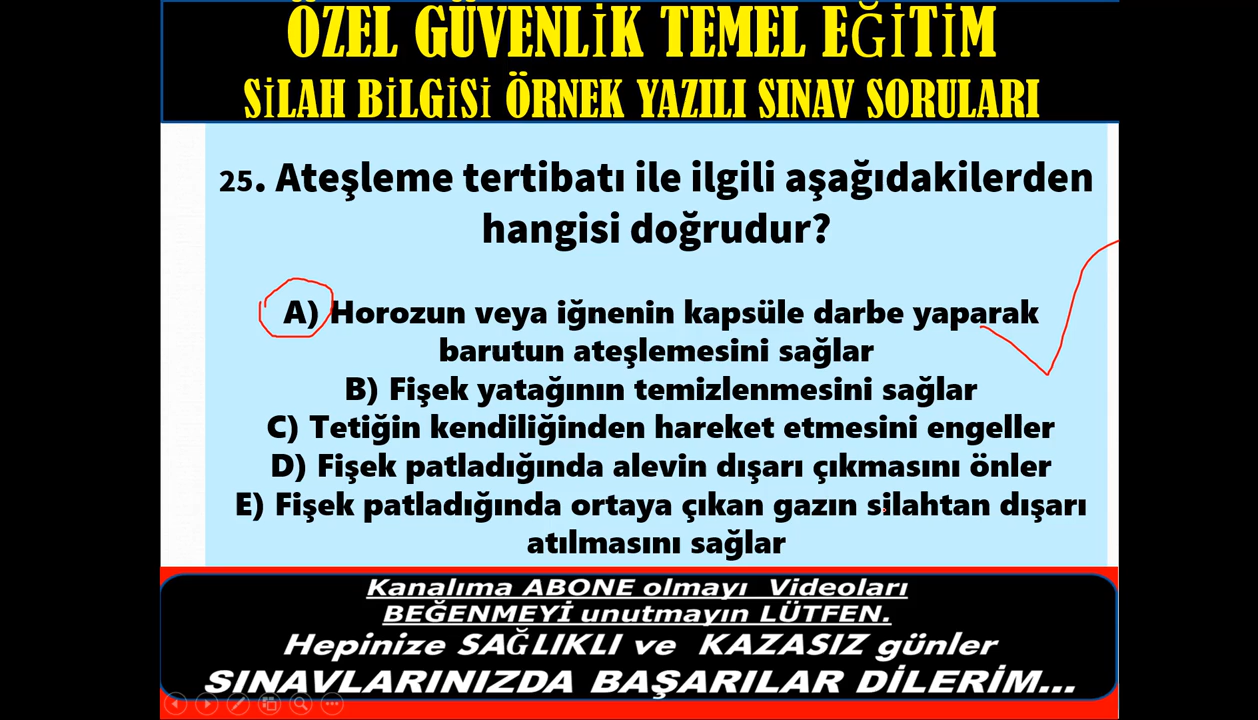 ÖZEL GÜVENLİK TEMEL EĞİTİM
SİLAH BİLGİSİ ÖRNEK YAZILI SINAV SORULARI
25. Ateşleme tertibatı ile ilgili aşağıdakilerden
hangisi doğrudur?
A) Horozun veya iğnenin kapsüle darbe yaparak
barutun ateşlemesini sağlar
B) Fişek yatağının temizlenmesini sağlar
C) Tetiğin kendiliğinden hareket etmesini engeller
D) Fişek patladığında alevin dışarı çıkmasını önler
E) Fişek patladığında ortaya çıkan gazın silahtan dışarı
atılmasını sağlar
Kanalıma ABONE olmayı Videoları
BEĞENMEYİ unutmayın LÜTFEN.
Hepinize SAĞLIKLI ve KAZASIZ günler
SINAVLARINIZDA BAŞARILAR DİLERİM...